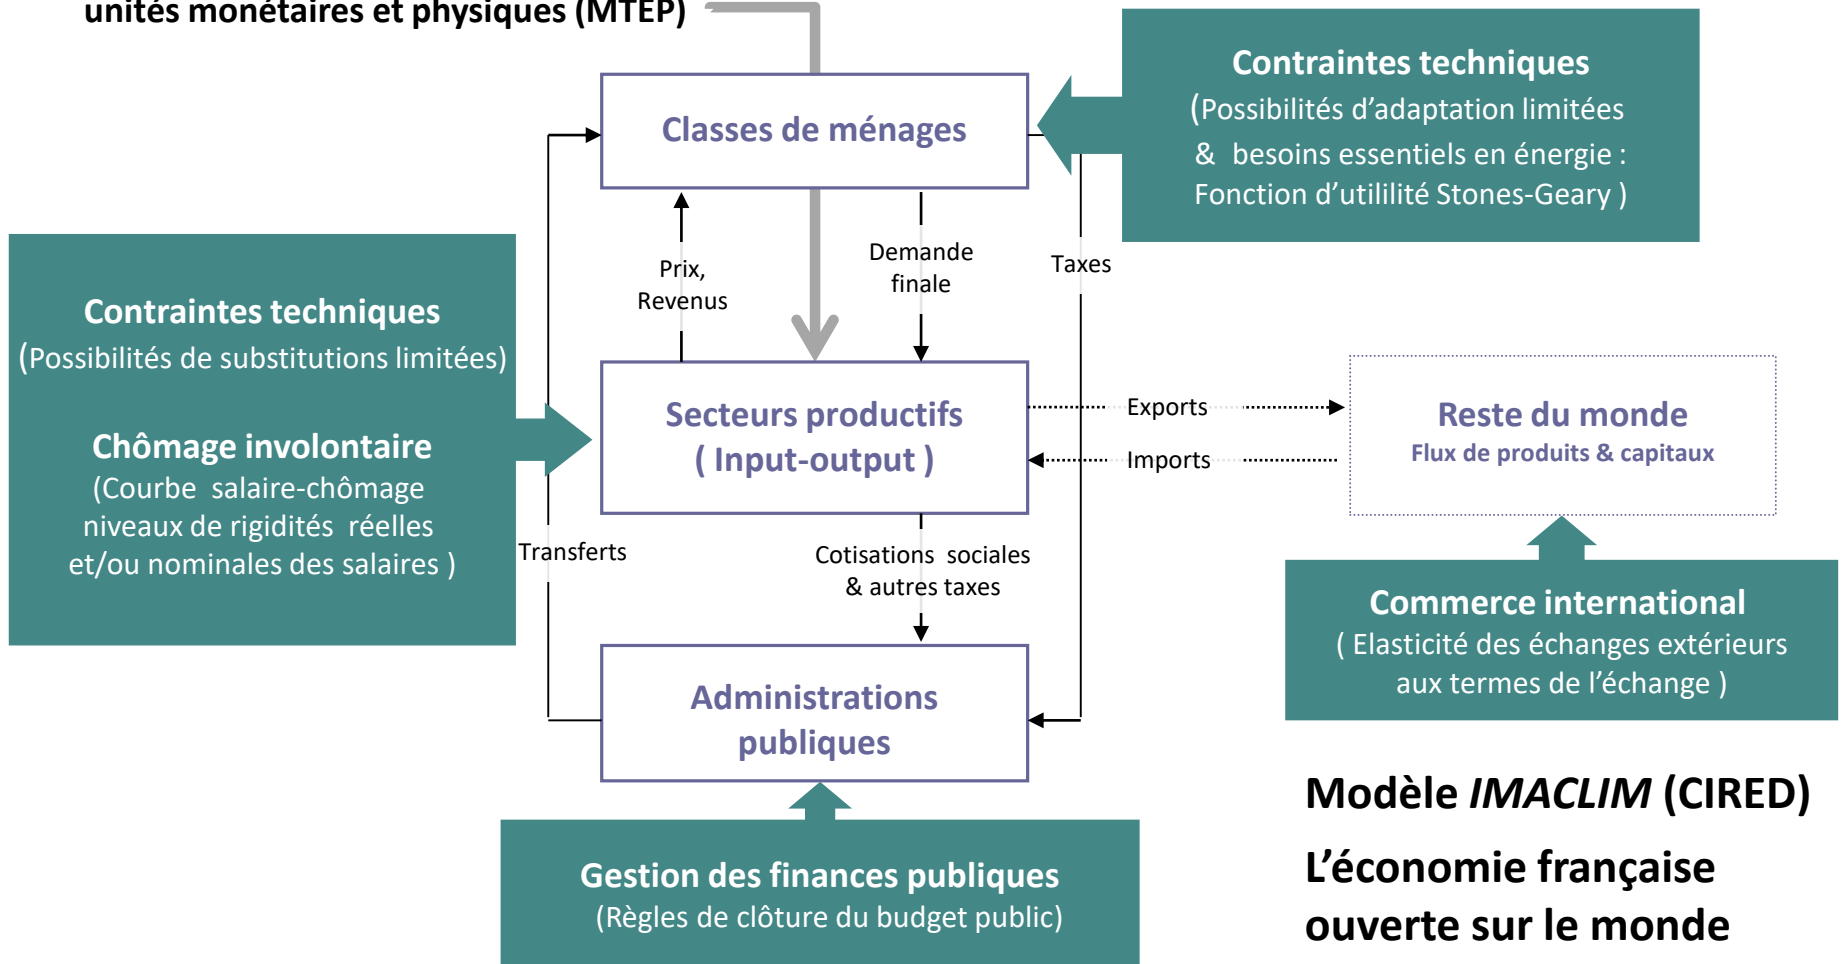 unités monétaires et physiques (MTEP)
Contraintes techniques
(Possibilités d'adaptation limitées
& besoins essentiels en énergie :
Fonction d'utililité Stones-Geary )
Classes de ménages
Prix,
Revenus
Demande
finale
Taxes
Contraintes techniques
(Possibilités de substitutions limitées)
Chômage involontaire
(Courbe salaire-chômage
niveaux de rigidités réelles
et/ou nominales des salaires )
Secteurs productifs
( Input-output )
Exports
Imports
Reste du monde
Flux de produits & capitaux
Transferts
Cotisations sociales
& autres taxes
Commerce international
( Elasticité des échanges extérieurs
aux termes de l'échange )
Administrations
publiques
Gestion des finances publiques
(Règles de clôture du budget public)
Modèle IMACLIM (CIRED)
L'économie française
ouverte sur le monde